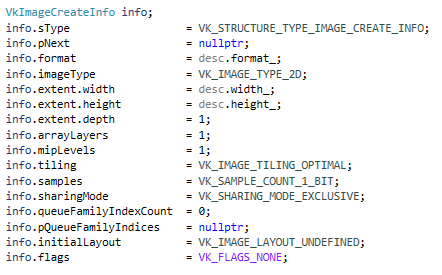 VkImageCreateInfo info;
info.sType = VK_STRUCTURE_TYPE_IMAGE_CREATE_INFO;
info.pNext = nullptr;
info.format = desc.format_;
info.imageType = VK_IMAGE_TYPE_2D;
info.extent.width = desc.width_;
info.extent.height = desc.height_;
info.extent.depth = 1;
info.arrayLayers = 1;
info.mipLevels = 1;
info.tiling = VK_IMAGE_TILING_OPTIMAL;
info.samples = VK_SAMPLE_COUNT_1_BIT;
info.sharingMode = VK_SHARING_MODE_EXCLUSIVE;
info.queueFamilyIndexCount = 0;
info.pQueueFamilyIndices = nullptr;
info.initialLayout = VK_IMAGE_LAYOUT_UNDEFINED;
info.flags = VK_FLAGS_NONE;